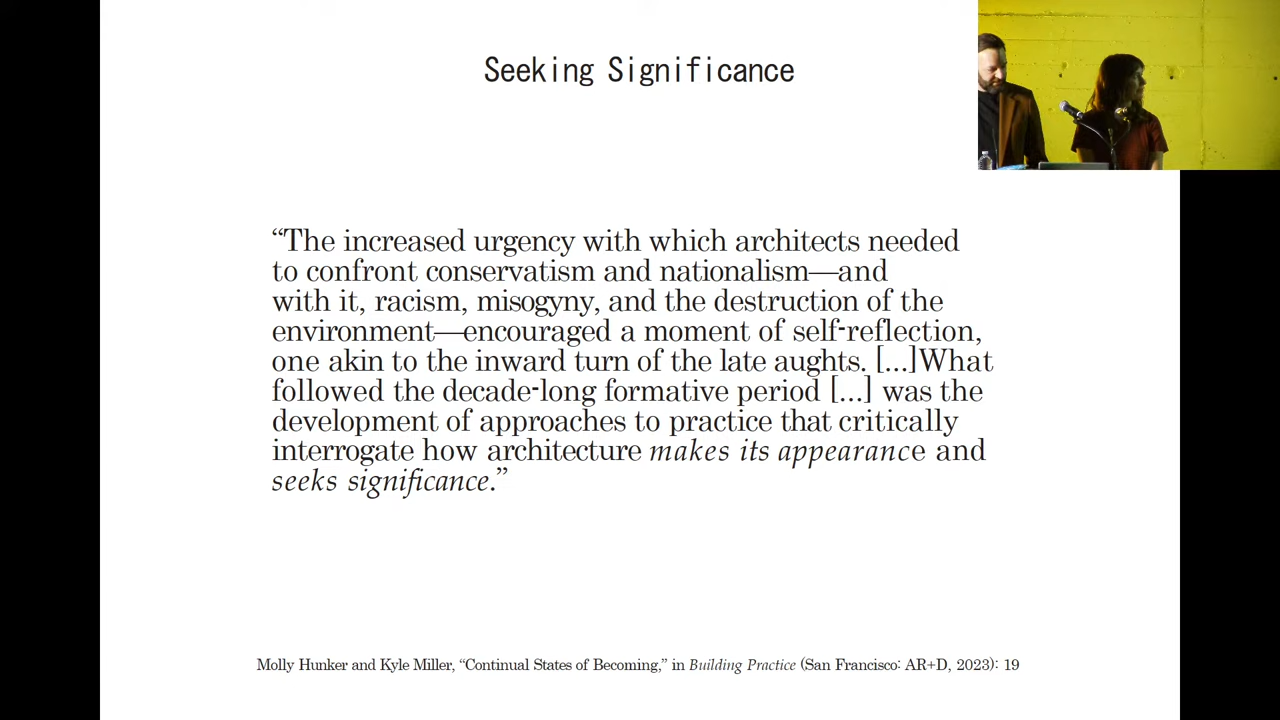 Seeking Significance
“The increased urgency with which architects needed
to confront conservatism and nationalism—and
with it, racism, misogyny, and the destruction of the
environment—encouraged a moment of self-reflection,
one akin to the inward turn of the late aughts. [...]What
followed the decade-long formative period [...] was the
development of approaches to practice that critically
interrogate how architecture makes its appearance and
seeks significance.”
Molly Hunker and Kyle Miller, “Continual States of Becoming,” in Building Practice (San Francisco: AR+D, 2023): 19